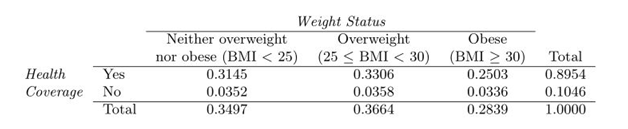 Weight Status
Neither overweight Overweight Obese
nor obese (BMI < 25) (25 ≤ BMI < 30) (BMI ≥ 30) Total
Health Yes 0.3145 0.3306 0.2503 0.8954
Coverage No 0.0352 0.0358 0.0336 0.1046
Total 0.3497 0.3664 0.2839 1.0000